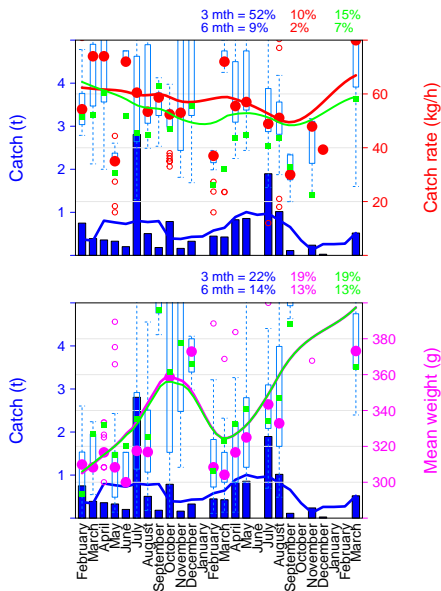 3 mth = 52% 10% 15%
6 mth = 9% 2% 7%
Catch (t)
5
4
3
2
1
Catch rate (kg/h)
80
60
40
20
3 mth = 22% 19% 19%
6 mth = 14% 13% 13%
Catch (t)
5
4
3
2
1
Mean weight (g)
380
360
340
320
300
February
March
April
May
June
July
August
September
October
November
December
January
February
March
April
May
June
July
August
September
October
November
December
January
February
March